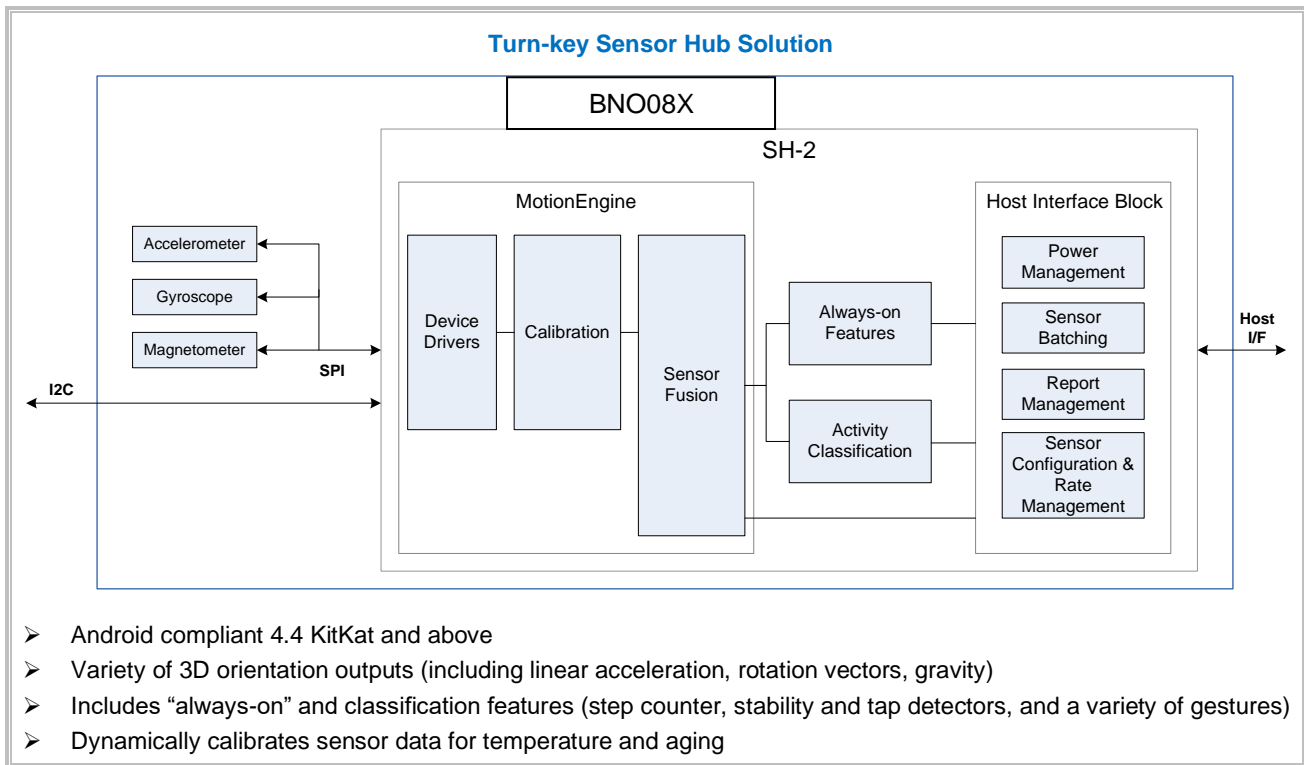 Turn-key Sensor Hub Solution
BNO08X
SH-2
MotionEngine
Host Interface Block
Accelerometer
Gyroscope
Magnetometer
SPI
I2C
Device
Drivers
Calibration
Sensor
Fusion
Always-on
Features
Activity
Classification
Power
Management
Sensor
Batching
Report
Management
Sensor
Configuration &
Rate
Management
Host
I/F
➢ Android compliant 4.4 KitKat and above
➢ Variety of 3D orientation outputs (including linear acceleration, rotation vectors, gravity)
➢ Includes “always-on” and classification features (step counter, stability and tap detectors, and a variety of gestures)
➢ Dynamically calibrates sensor data for temperature and aging